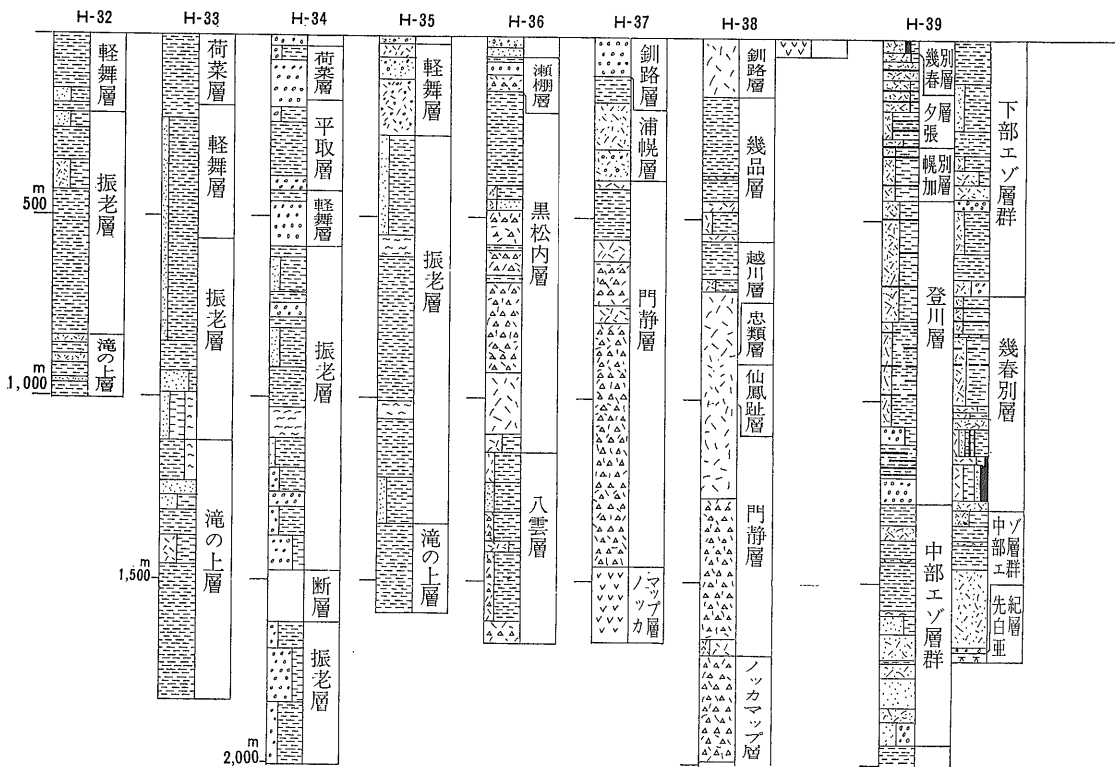 H-32
H-33
H-34
H-35
H-36
H-37
H-38
H-39
m
500
m
1,000
m
1,500
m
2,000
軽舞層
振老層
滝の上層
荷菜層
軽舞層
振老層
滝の上層
荷菜層
平取層
軽舞層
振老層
断層
振老層
軽舞層
振老層
滝の上層
瀬棚層
黒松内層
八雲層
釧路層
浦幌層
門静層
ノッカマップ層
釧路層
幾品層
越川層
忠類層
仙鳳趾層
門静層
ノッカマップ層
幾春別層
夕張層
幌加別層
登川層
中部エゾ層群
下部エゾ層群
幾春別層
中部エゾ層群
先白亜紀層